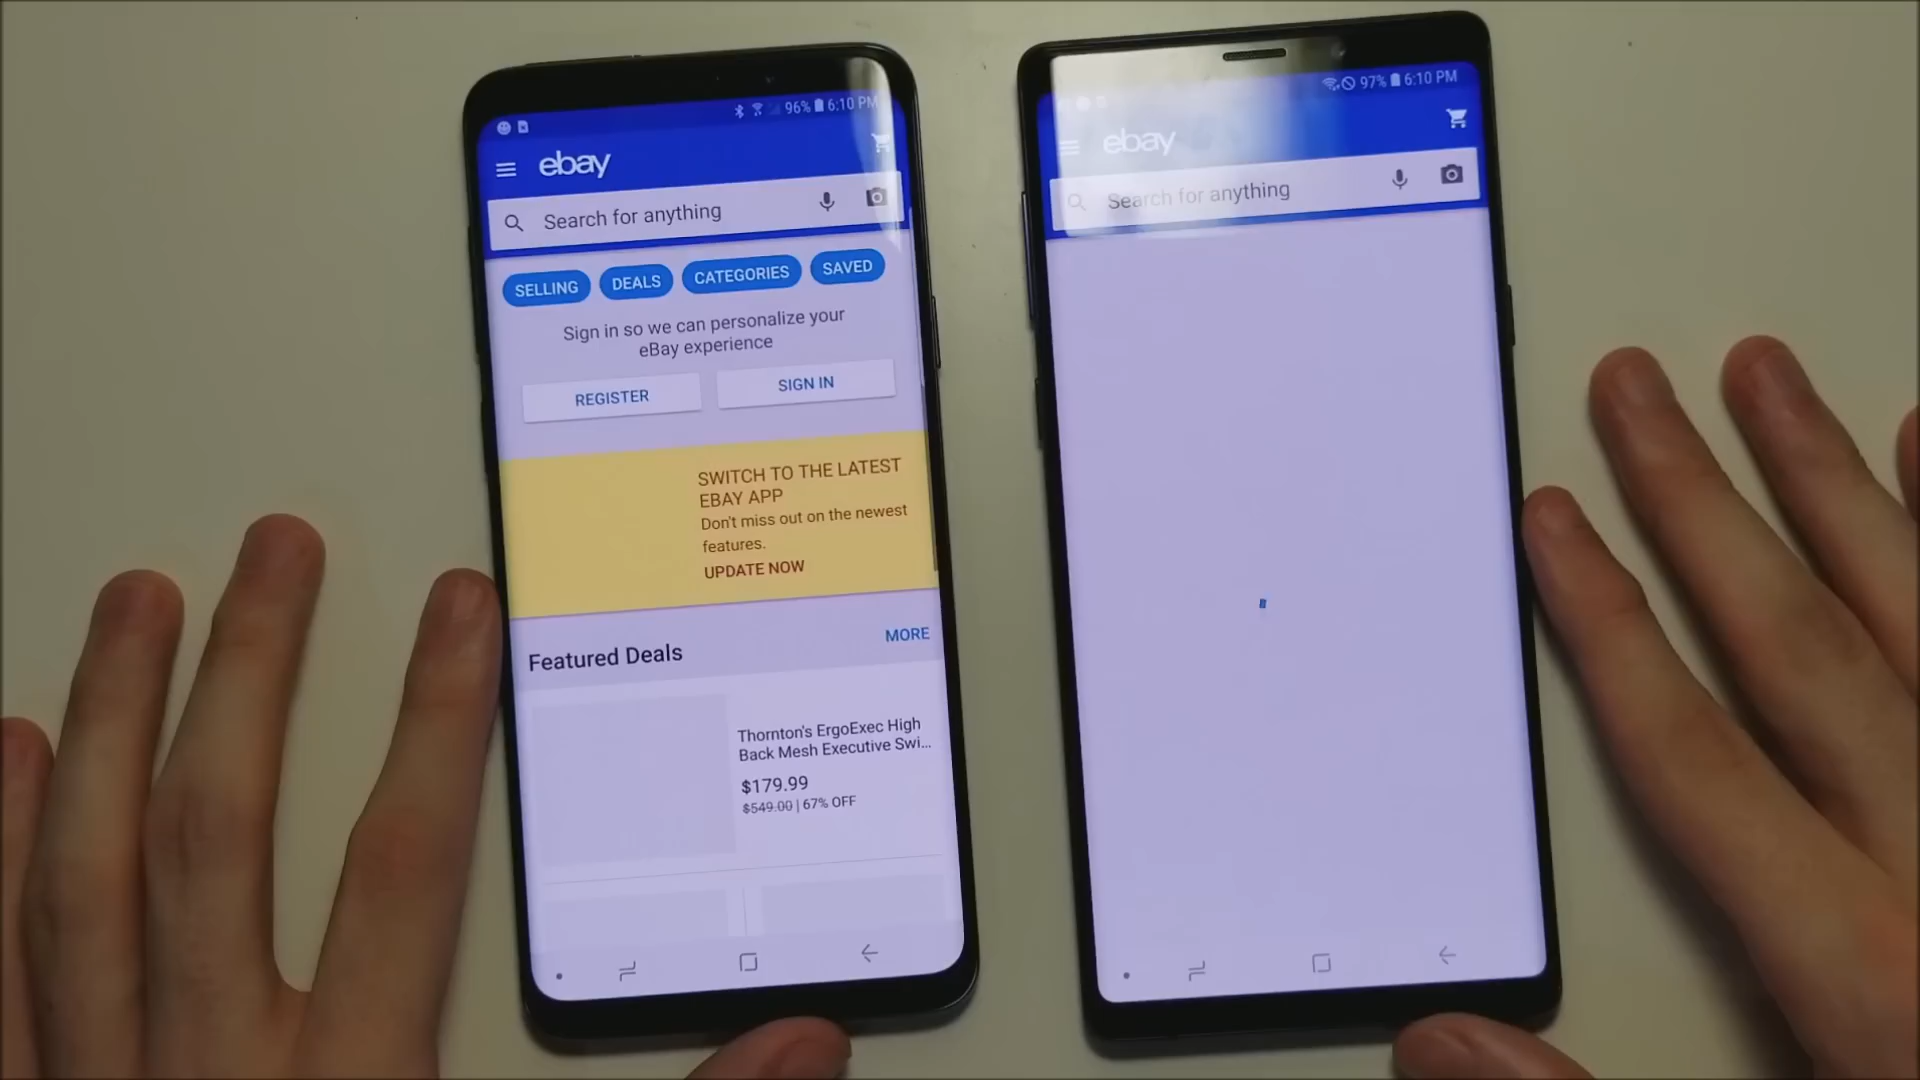 96% 6:10 PM
ebay
Search for anything
SELLING DEALS CATEGORIES SAVED
Sign in so we can personalize your
eBay experience
REGISTER SIGN IN
SWITCH TO THE LATEST
EBAY APP
Don't miss out on the newest
features.
UPDATE NOW
Featured Deals MORE
Thornton's ErgoExec High
Back Mesh Executive Swi...
$179.99
$549.00 | 67% OFF
97% 6:10 PM
ebay
Search for anything